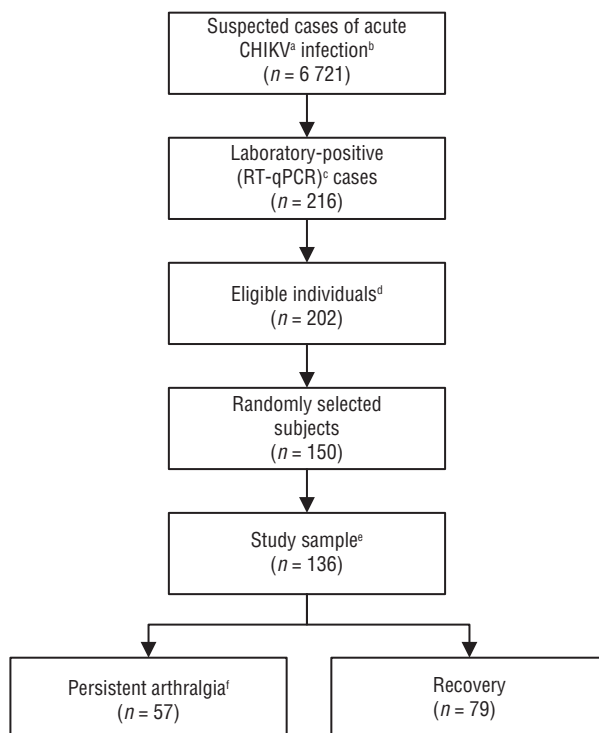 Suspected cases of acute
CHIKVᵃ infectionᵇ
(n = 6 721)
Laboratory-positive
(RT-qPCR)ᶜ cases
(n = 216)
Eligible individualsᵈ
(n = 202)
Randomly selected
subjects
(n = 150)
Study sampleᵉ
(n = 136)
Persistent arthralgiaᶠ
(n = 57)
Recovery
(n = 79)